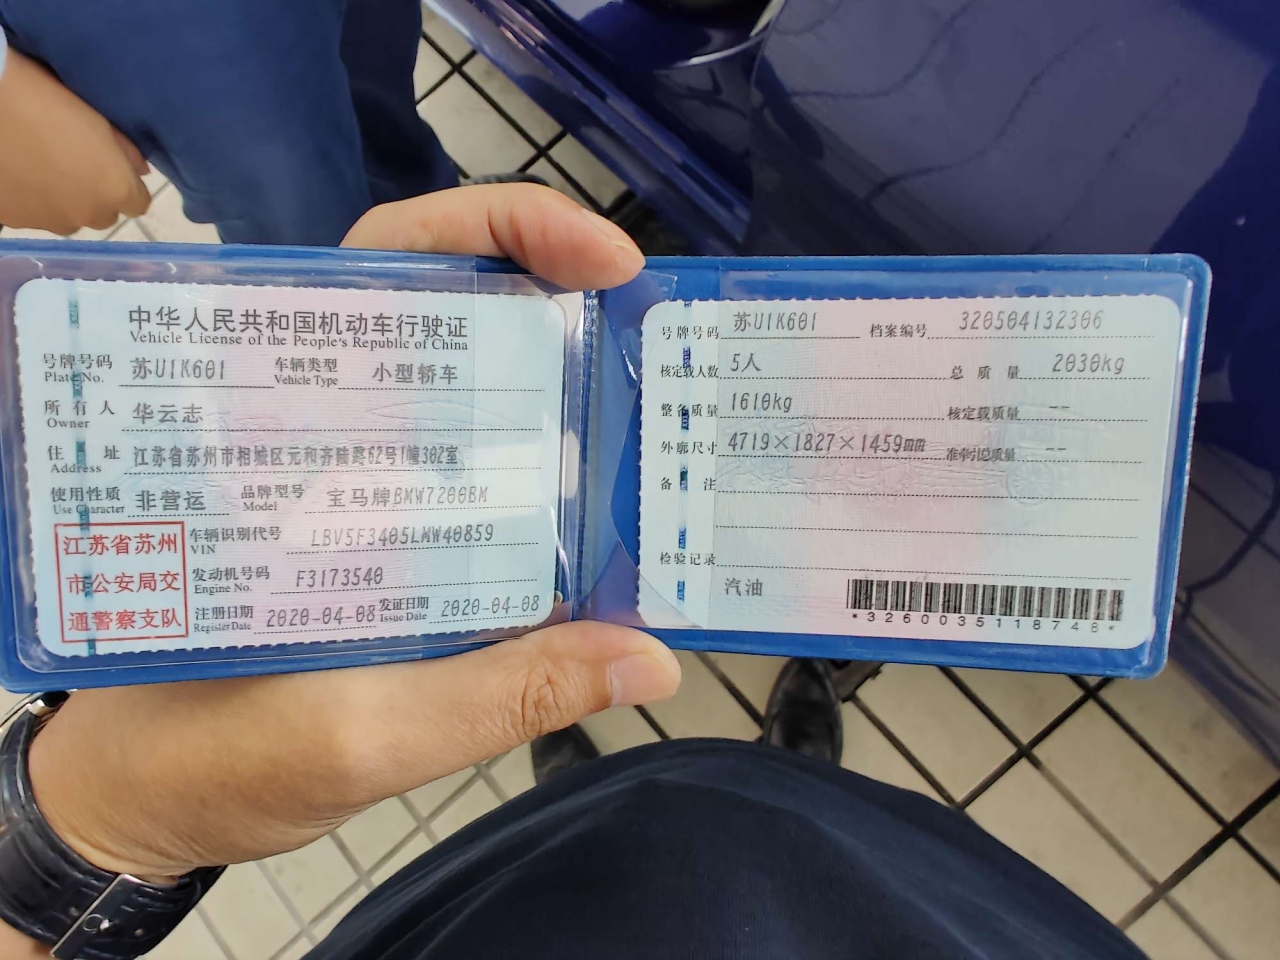 中华人民共和国机动车行驶证
Vehicle License of the People's Republic of China
号牌号码 苏U1K601 车辆类型 小型轿车
Plate No. Vehicle Type
所有人 华云志
Owner
住址 江苏省苏州市相城区元和齐陆路62号1幢302室
Address
使用性质 非营运 品牌型号 宝马牌BMW7200BM
Use Character Model
江苏省苏州
市公安局交
通警察支队
车辆识别代号 LBV5F3405LMW40859
VIN
发动机号码 F3173540
Engine No.
注册日期 2020-04-08 发证日期 2020-04-08
Register Date Issue Date
号牌号码 苏U1K601 档案编号 320504132306
核定载人数 5人 总质量 2030kg
整备质量 1610kg 核定载质量 --
外廓尺寸 4719×1827×1459mm 准牵引总质量 --
备注
检验记录
汽油
*3260035118748*